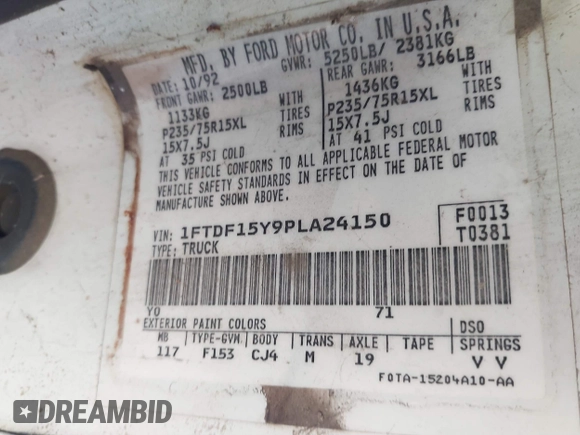 MFD. BY FORD MOTOR CO. IN U.S.A.
10/92 GVWR: 5250LB/ 2381KG
FRONT GAWR: 2500LB REAR GAWR: 3166LB
1133KG WITH 1436KG WITH
P235/75R15XL TIRES P235/75R15XL TIRES
15X7.5J RIMS 15X7.5J RIMS
AT 35 PSI COLD AT 41 PSI COLD
THIS VEHICLE CONFORMS TO ALL APPLICABLE FEDERAL MOTOR
VEHICLE SAFETY STANDARDS IN EFFECT ON THE DATE OF
MANUFACTURE SHOWN ABOVE.
VIN: 1FTDF15Y9PLA24150 F0013
TYPE: TRUCK T0381
YO 71
EXTERIOR PAINT COLORS DSO
WB TYPE-GVM BODY TRANS AXLE TAPE SPRINGS
117 F153 CJ4 M 19 V V
F0TA-15204A10-AA
DREAMBID